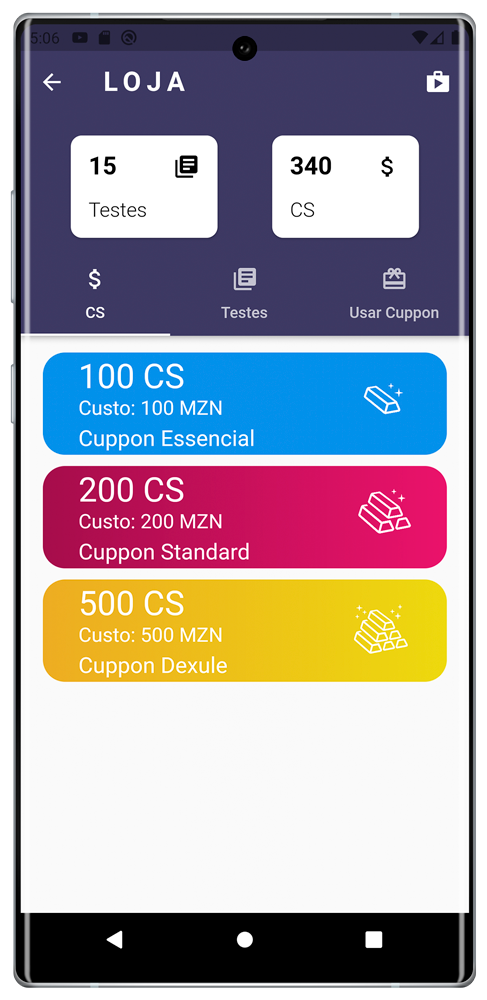 5:06
LOJA
15
Testes
340
$
CS
$
CS
Testes
Usar Cuppon
100 CS
Custo: 100 MZN
Cuppon Essencial
200 CS
Custo: 200 MZN
Cuppon Standard
500 CS
Custo: 500 MZN
Cuppon Dexule